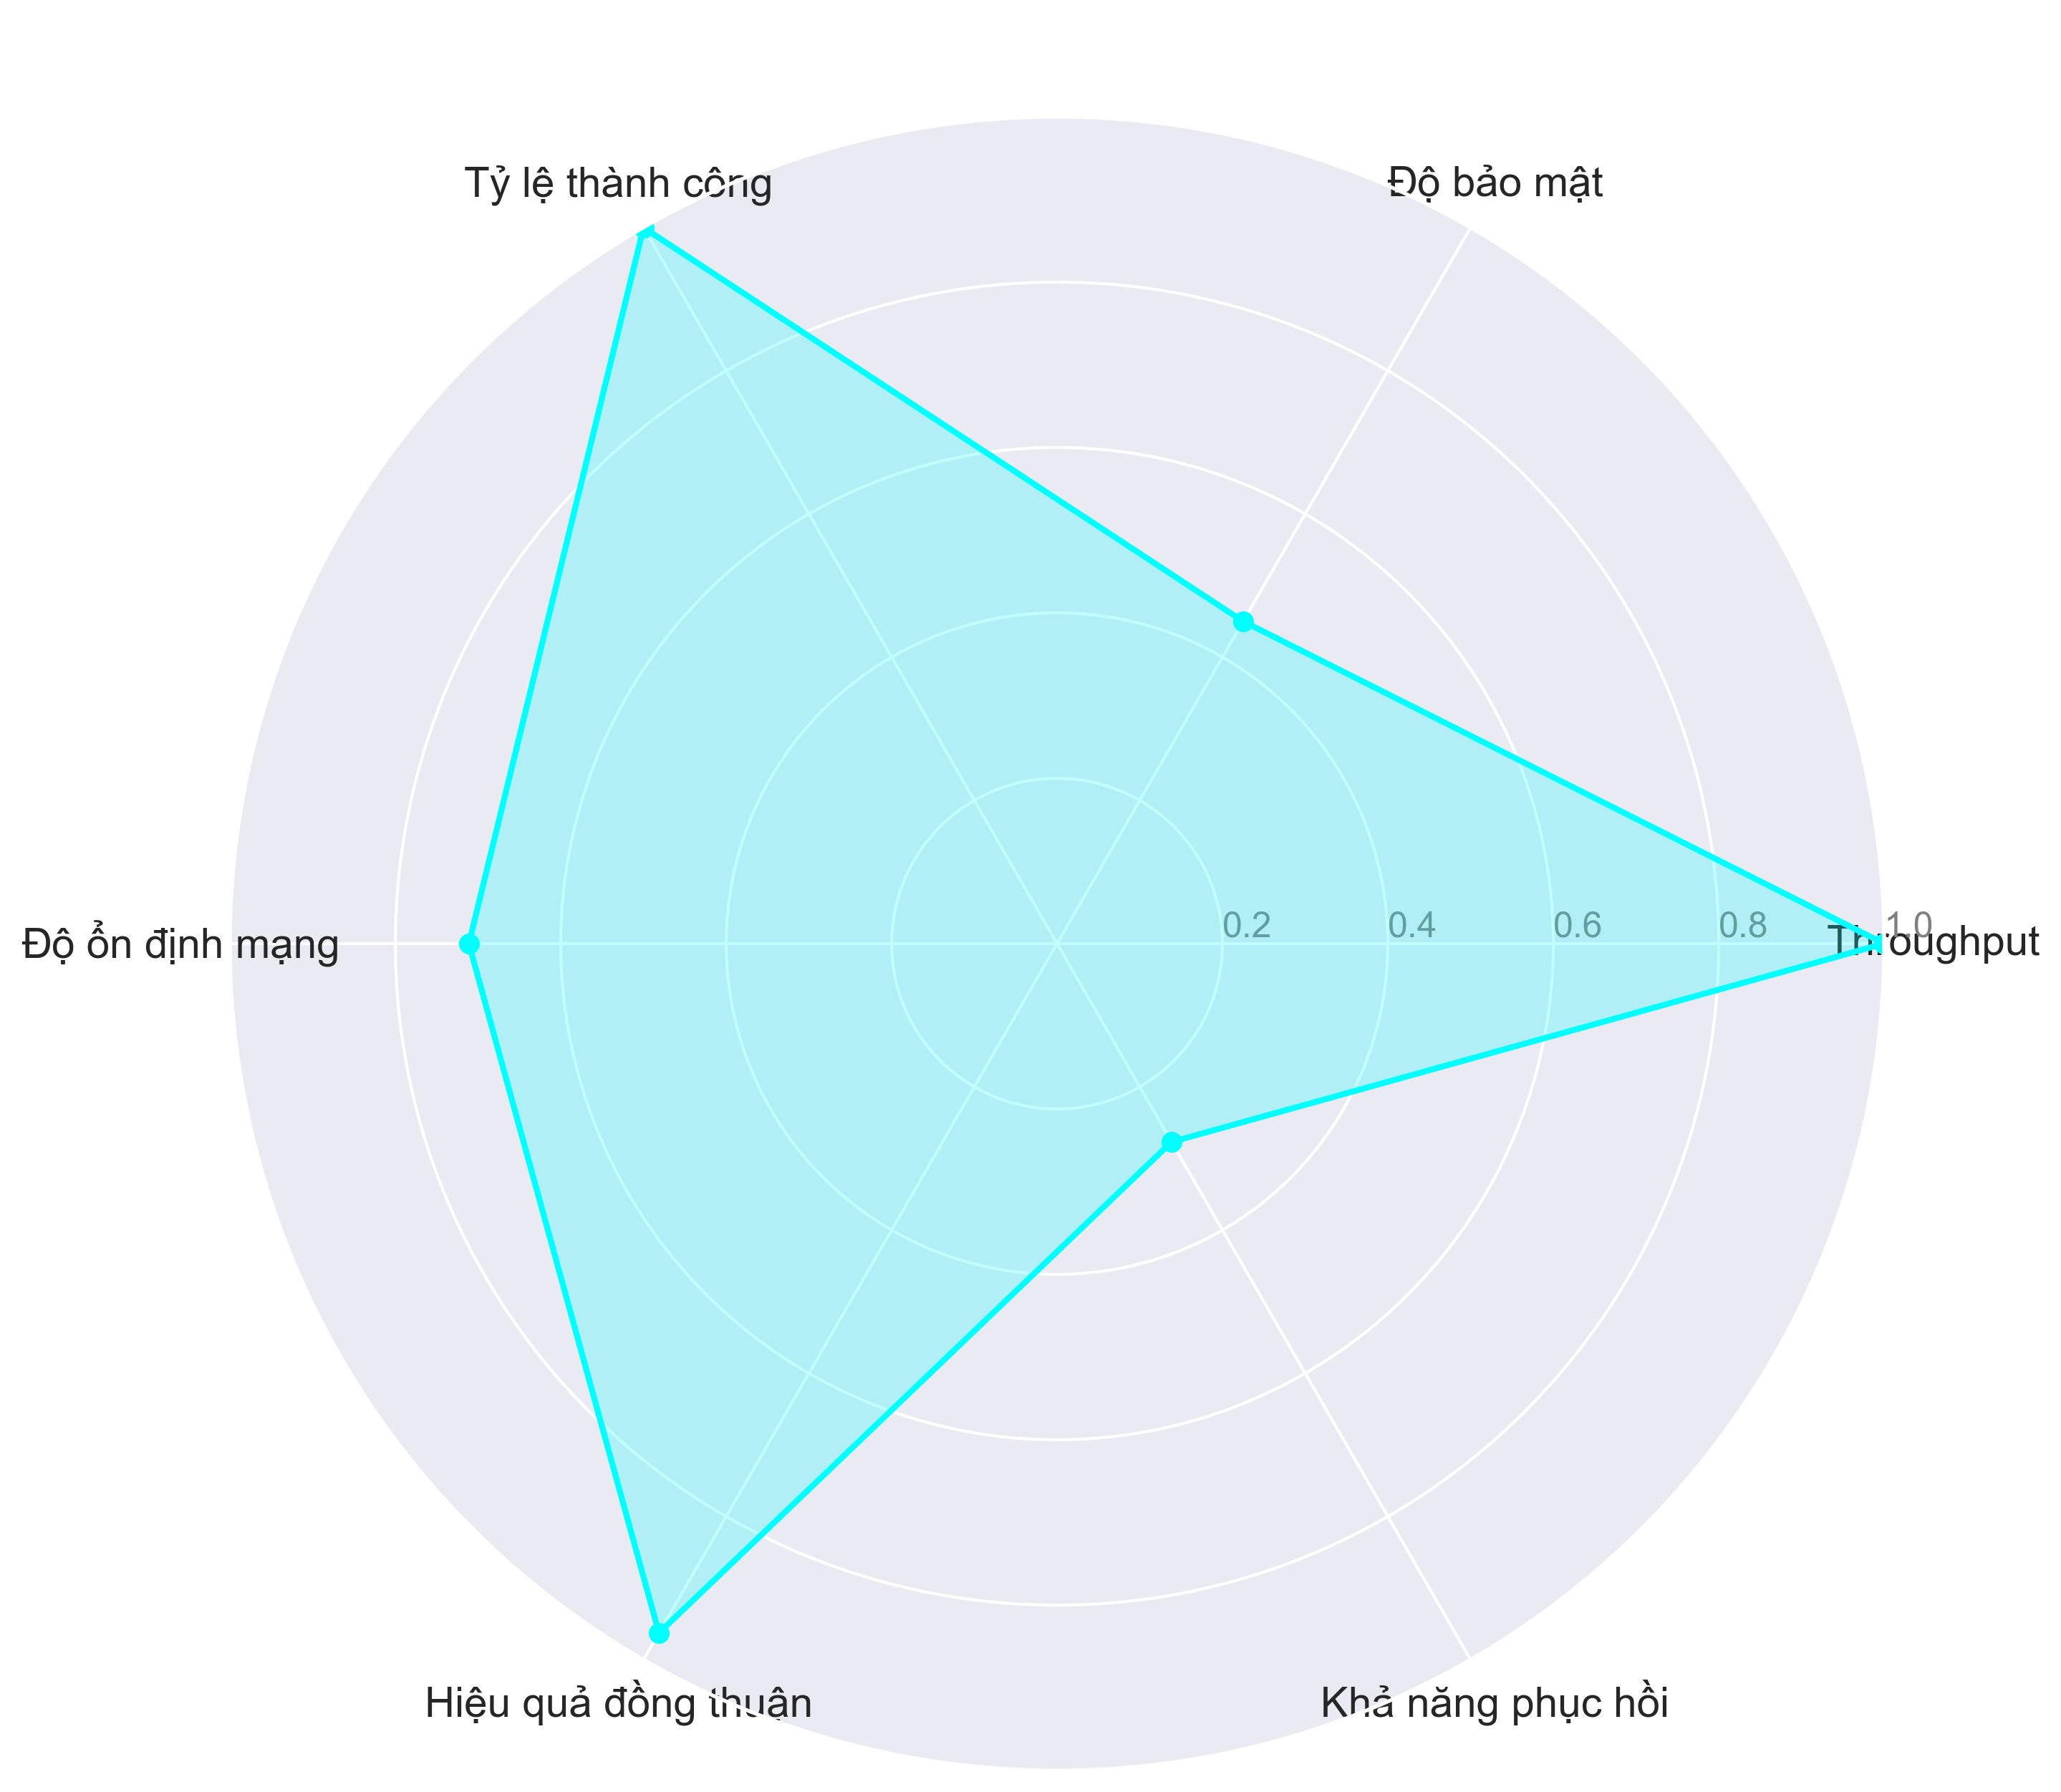 Tỷ lệ thành công
Độ bảo mật
Độ ổn định mạng
0.2
0.4
0.6
0.8
1.0
Throughput
Hiệu quả đồng thuận
Khả năng phục hồi